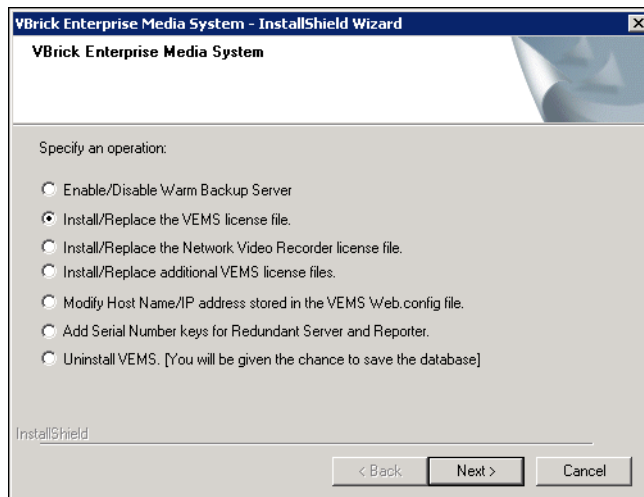 VBrick Enterprise Media System - InstallShield Wizard
VBrick Enterprise Media System
Specify an operation:
Enable/Disable Warm Backup Server
Install/Replace the VEMS license file.
Install/Replace the Network Video Recorder license file.
Install/Replace additional VEMS license files.
Modify Host Name/IP address stored in the VEMS Web.config file.
Add Serial Number keys for Redundant Server and Reporter.
Uninstall VEMS. [You will be given the chance to save the database]
InstallShield
< Back Next > Cancel